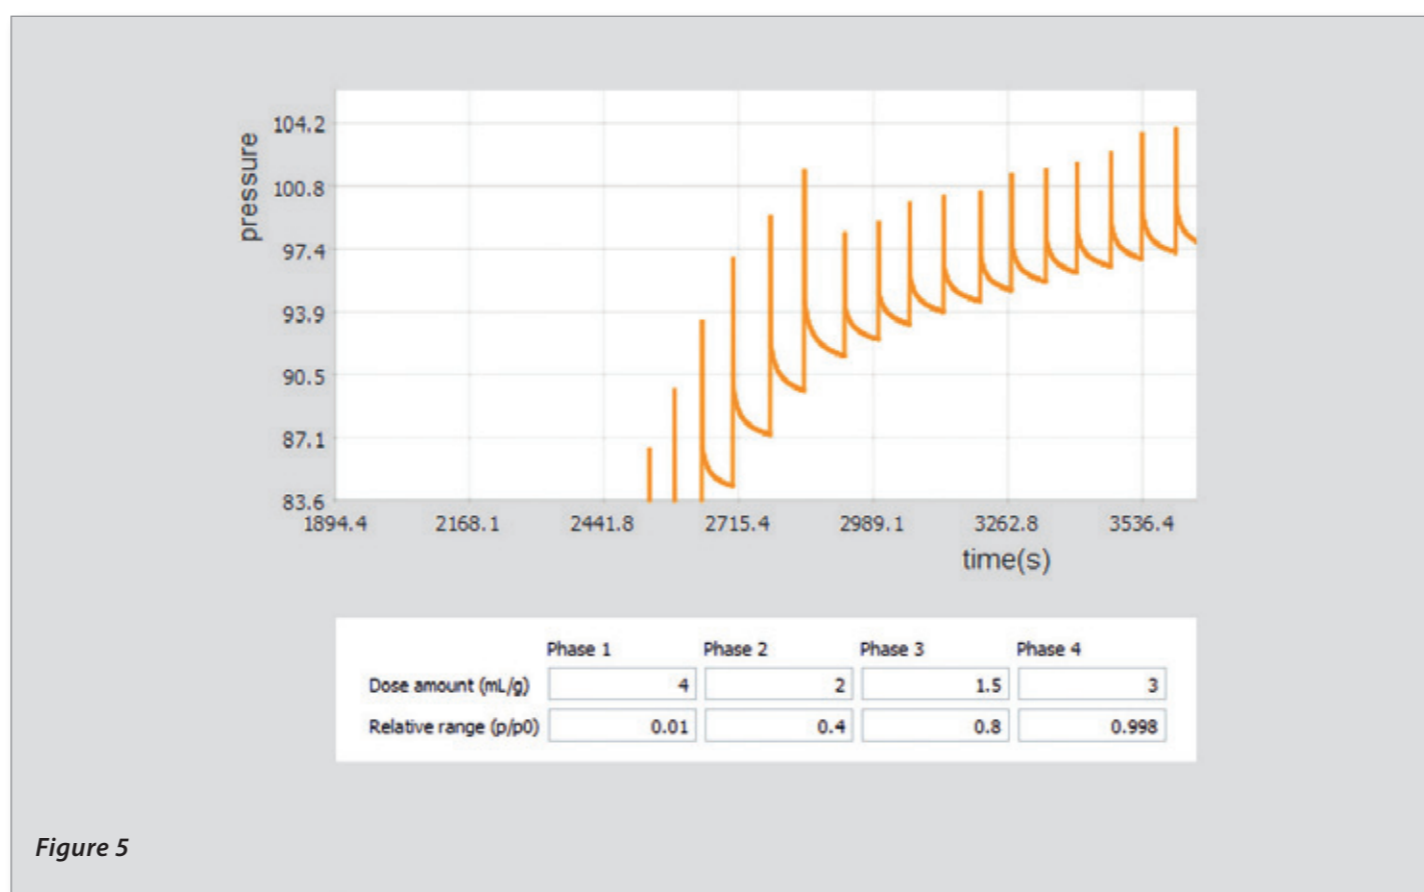 pressure
104.2
100.8
97.4
93.9
90.5
87.1
83.6
1894.4 2168.1 2441.8 2715.4 2989.1 3262.8 3536.4
time(s)
Phase 1 Phase 2 Phase 3 Phase 4
Dose amount (mL/g) 4 2 1.5 3
Relative range (p/p0) 0.01 0.4 0.8 0.998
Figure 5